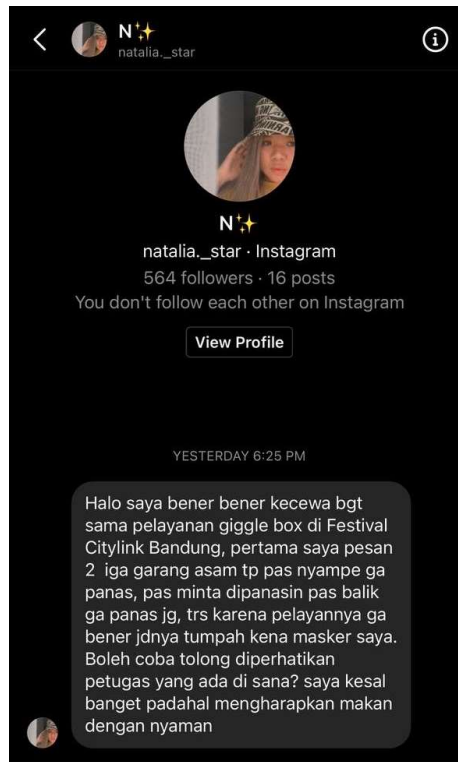 N✨
natalia._star
N✨
natalia._star · Instagram
564 followers · 16 posts
You don't follow each other on Instagram
View Profile
YESTERDAY 6:25 PM
Halo saya bener bener kecewa bgt
sama pelayanan giggle box di Festival
Citylink Bandung, pertama saya pesan
2  iga garang asam tp pas nyampe ga
panas, pas minta dipanasin pas balik
ga panas jg, trs karena pelayannya ga
bener jdnya tumpah kena masker saya.
Boleh coba tolong diperhatikan
petugas yang ada di sana? saya kesal
banget padahal mengharapkan makan
dengan nyaman